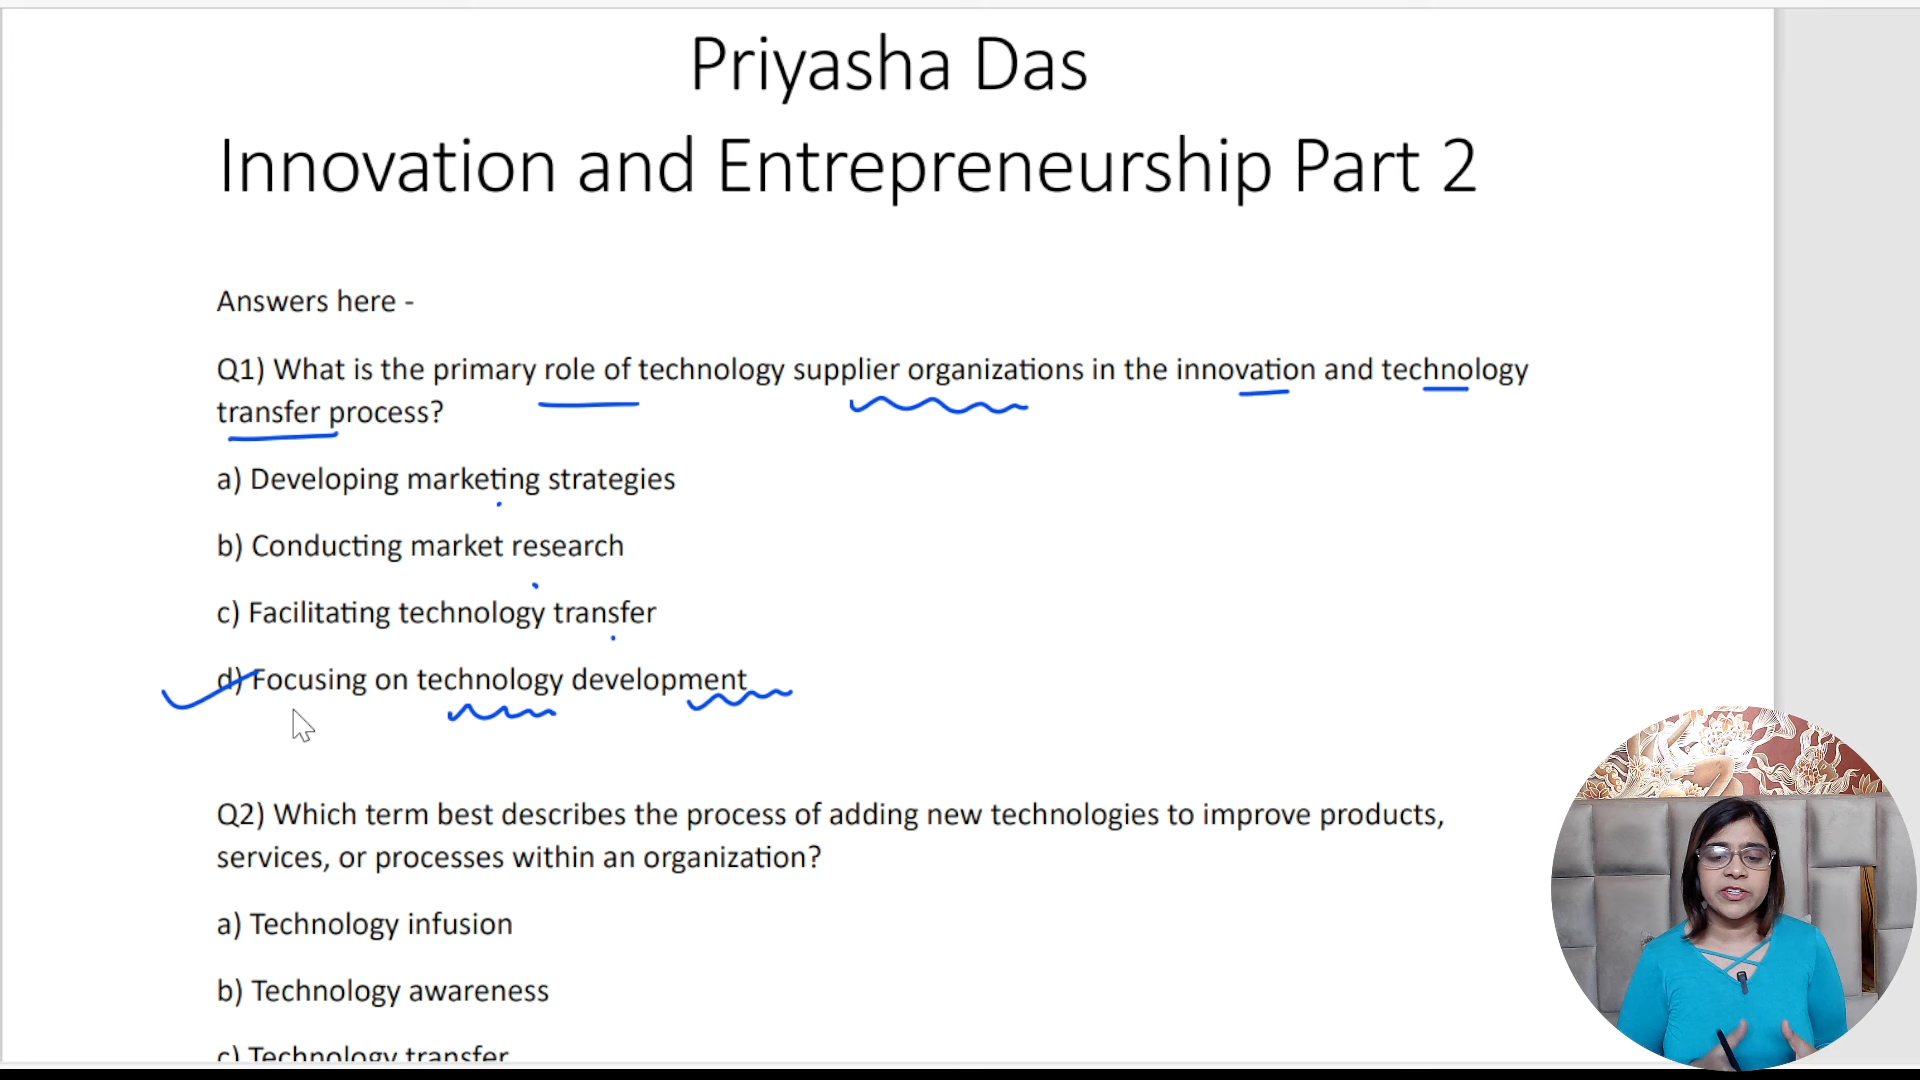 Priyasha Das
Innovation and Entrepreneurship Part 2
Answers here -
Q1) What is the primary role of technology supplier organizations in the innovation and technology
transfer process?
a) Developing marketing strategies
b) Conducting market research
c) Facilitating technology transfer
d) Focusing on technology development
Q2) Which term best describes the process of adding new technologies to improve products,
services, or processes within an organization?
a) Technology infusion
b) Technology awareness
c) Technology transfer